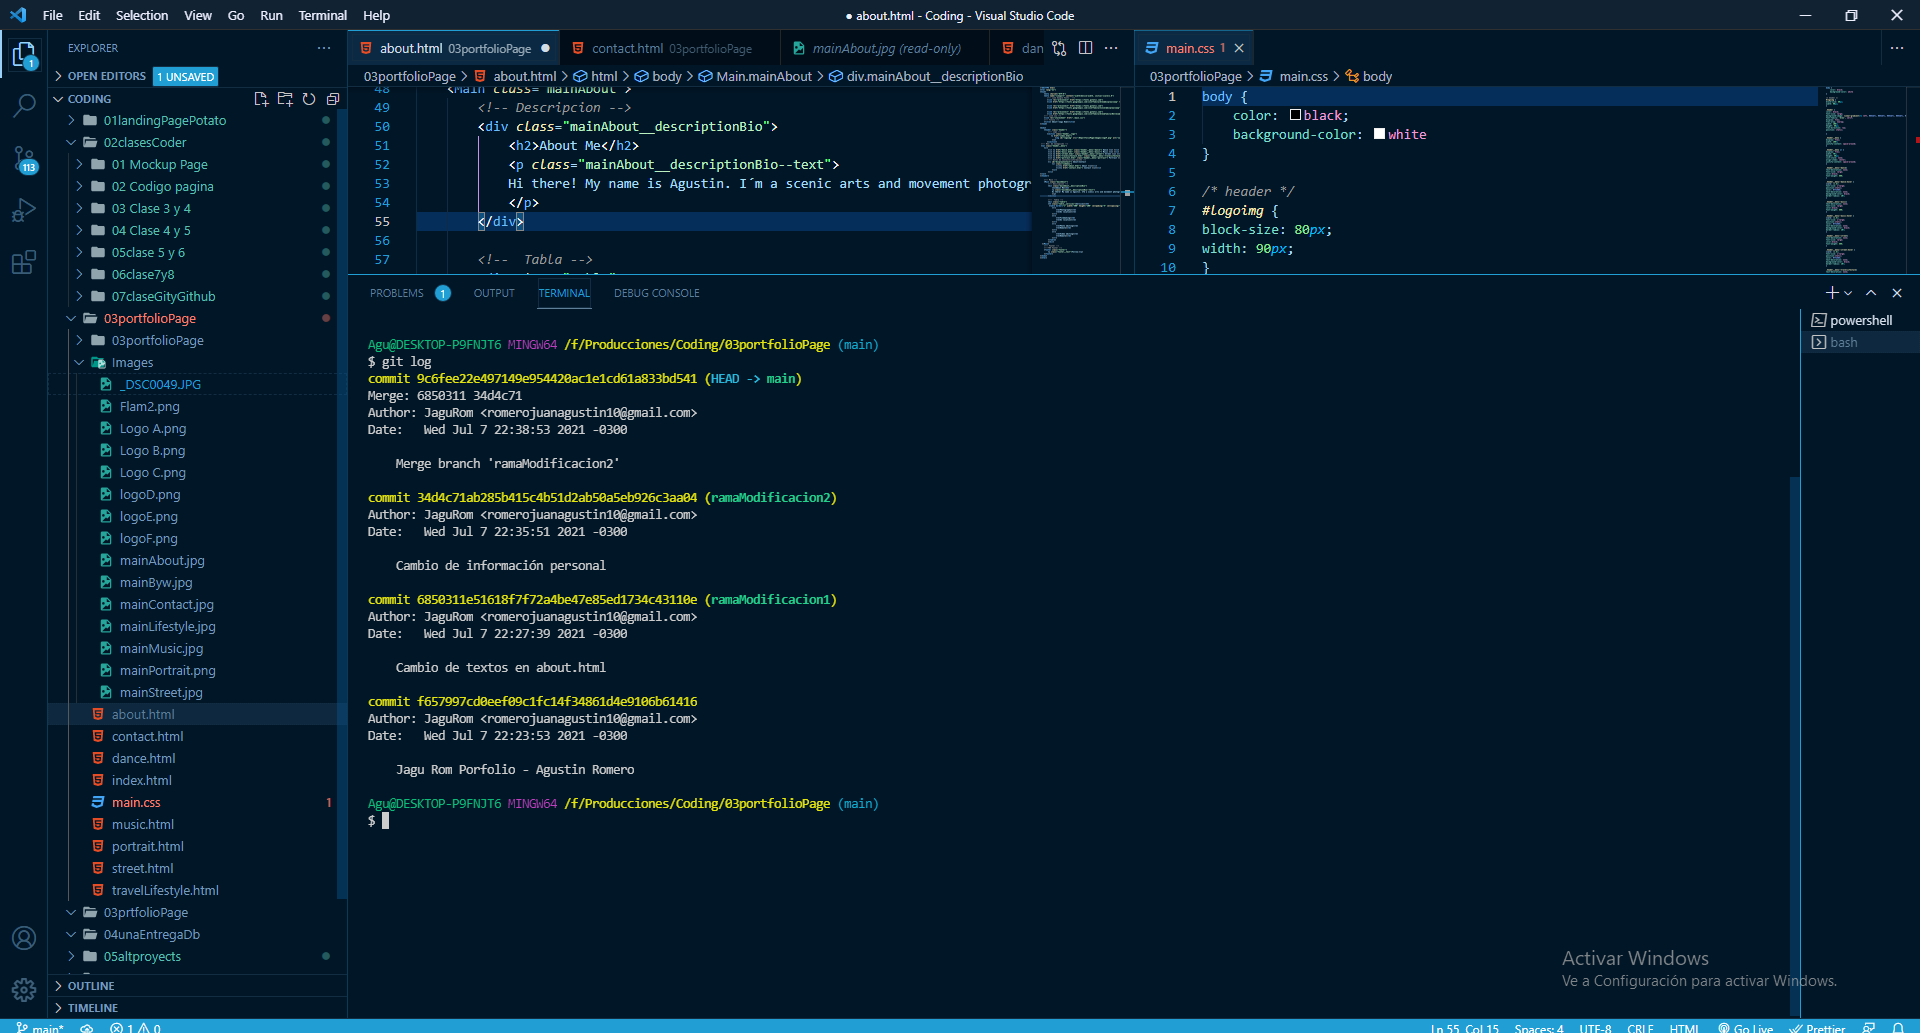 File Edit Selection View Go Run Terminal Help
● about.html - Coding - Visual Studio Code
EXPLORER
OPEN EDITORS 1 UNSAVED
CODING
01landingPagePotato
02clasesCoder
01 Mockup Page
02 Codigo pagina
03 Clase 3 y 4
04 Clase 4 y 5
05clase 5 y 6
06clase7y8
07claseGityGithub
03portfolioPage
03portfolioPage
Images
_DSC0049.JPG
Flam2.png
Logo A.png
Logo B.png
Logo C.png
logoD.png
logoE.png
logoF.png
mainAbout.jpg
mainByw.jpg
mainContact.jpg
mainLifestyle.jpg
mainMusic.jpg
mainPortrait.png
mainStreet.jpg
about.html
contact.html
dance.html
index.html
main.css 1
music.html
portrait.html
street.html
travelLifestyle.html
03prtfolioPage
04unaEntregaDb
05altproyects
OUTLINE
TIMELINE
1
113
about.html 03portfolioPage ●
contact.html 03portfolioPage
mainAbout.jpg (read-only)
dan
03portfolioPage > about.html > html > body > Main.mainAbout > div.mainAbout__descriptionBio
48 <Main class="mainAbout">
49 <!-- Descripcion -->
50 <div class="mainAbout__descriptionBio">
51 <h2>About Me</h2>
52 <p class="mainAbout__descriptionBio--text">
53 Hi there! My name is Agustin. I´m a scenic arts and movement photogr
54 </p>
55 </div>
56
57 <!-- Tabla -->
main.css 1
03portfolioPage > main.css > body
1 body {
2 color: black;
3 background-color: white
4 }
5
6 /* header */
7 #logoimg {
8 block-size: 80px;
9 width: 90px;
10 }
PROBLEMS 1 OUTPUT TERMINAL DEBUG CONSOLE
powershell
bash
Agu@DESKTOP-P9FNJT6 MINGW64 /f/Producciones/Coding/03portfolioPage (main)
$ git log
commit 9c6fee22e497149e954420ac1e1cd61a833bd541 (HEAD -> main)
Merge: 6850311 34d4c71
Author: JaguRom <romerojuanagustin10@gmail.com>
Date: Wed Jul 7 22:38:53 2021 -0300
Merge branch 'ramaModificacion2'
commit 34d4c71ab285b415c4b51d2ab50a5eb926c3aa04 (ramaModificacion2)
Author: JaguRom <romerojuanagustin10@gmail.com>
Date: Wed Jul 7 22:35:51 2021 -0300
Cambio de información personal
commit 6850311e51618f7f72a4be47e85ed1734c43110e (ramaModificacion1)
Author: JaguRom <romerojuanagustin10@gmail.com>
Date: Wed Jul 7 22:27:39 2021 -0300
Cambio de textos en about.html
commit f657997cd0eef09c1fc14f34861d4e9106b61416
Author: JaguRom <romerojuanagustin10@gmail.com>
Date: Wed Jul 7 22:23:53 2021 -0300
Jagu Rom Porfolio - Agustin Romero
Agu@DESKTOP-P9FNJT6 MINGW64 /f/Producciones/Coding/03portfolioPage (main)
$
Activar Windows
Ve a Configuración para activar Windows.
main* 1 0
Ln 55, Col 15 Spaces: 4 UTF-8 CRLF HTML Go Live Prettier